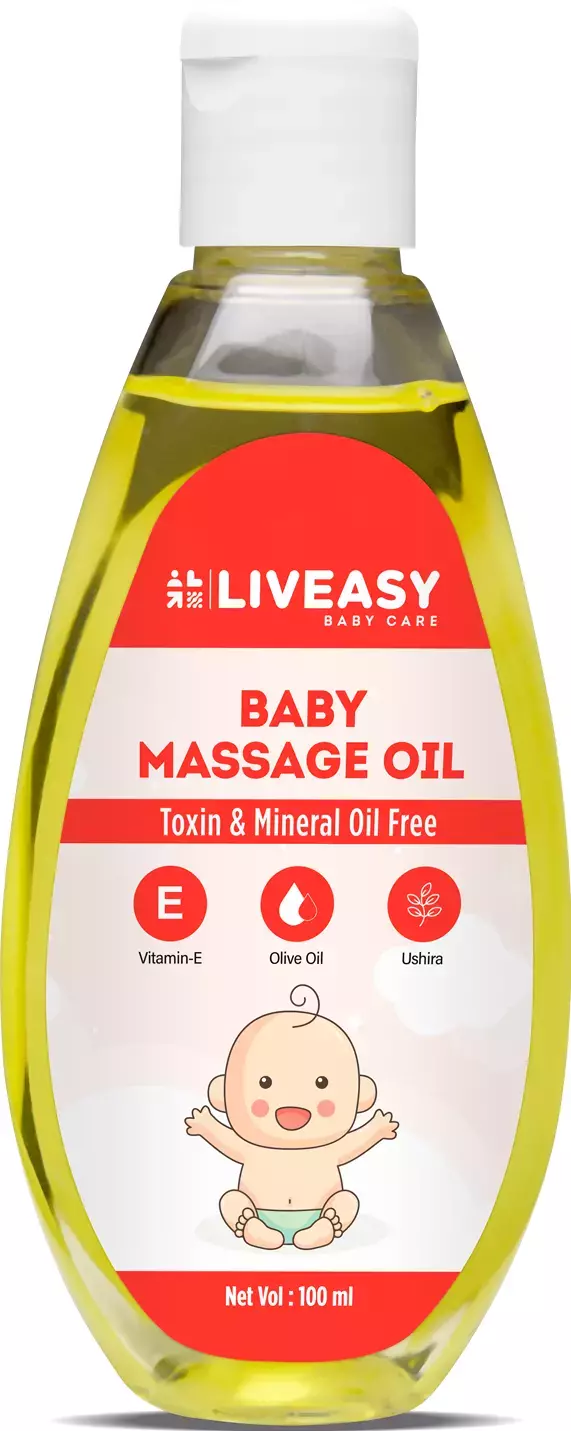 LIVEASY
BABY CARE
BABY
MASSAGE OIL
Toxin & Mineral Oil Free
E
Vitamin-E
Olive Oil
Ushira
Net Vol : 100 ml